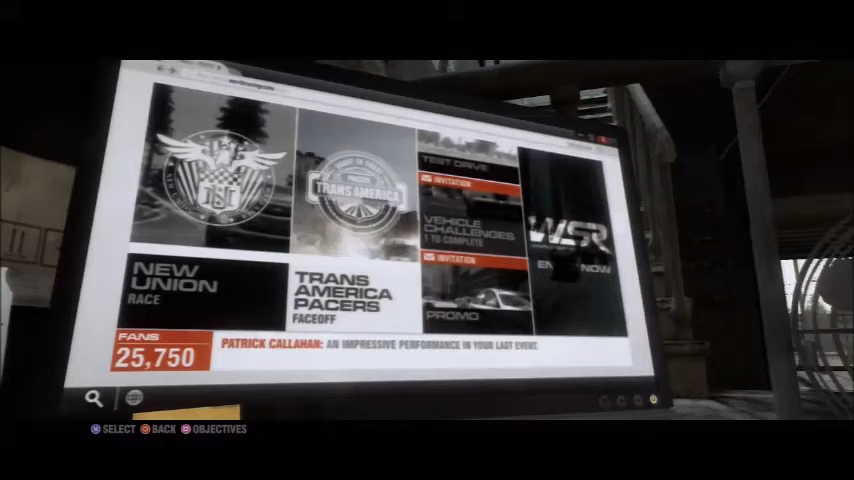 TRANS AMERICA
TEST DRIVE
INVITATION
VEHICLE
CHALLENGES
1 TO COMPLETE
INVITATION
PROMO
WSR
NOW
NEW
UNION
RACE
TRANS
AMERICA
PACERS
FACEOFF
FANS
25,750
PATRICK CALLAHAN: AN IMPRESSIVE PERFORMANCE IN YOUR LAST EVENT
SELECT BACK OBJECTIVES